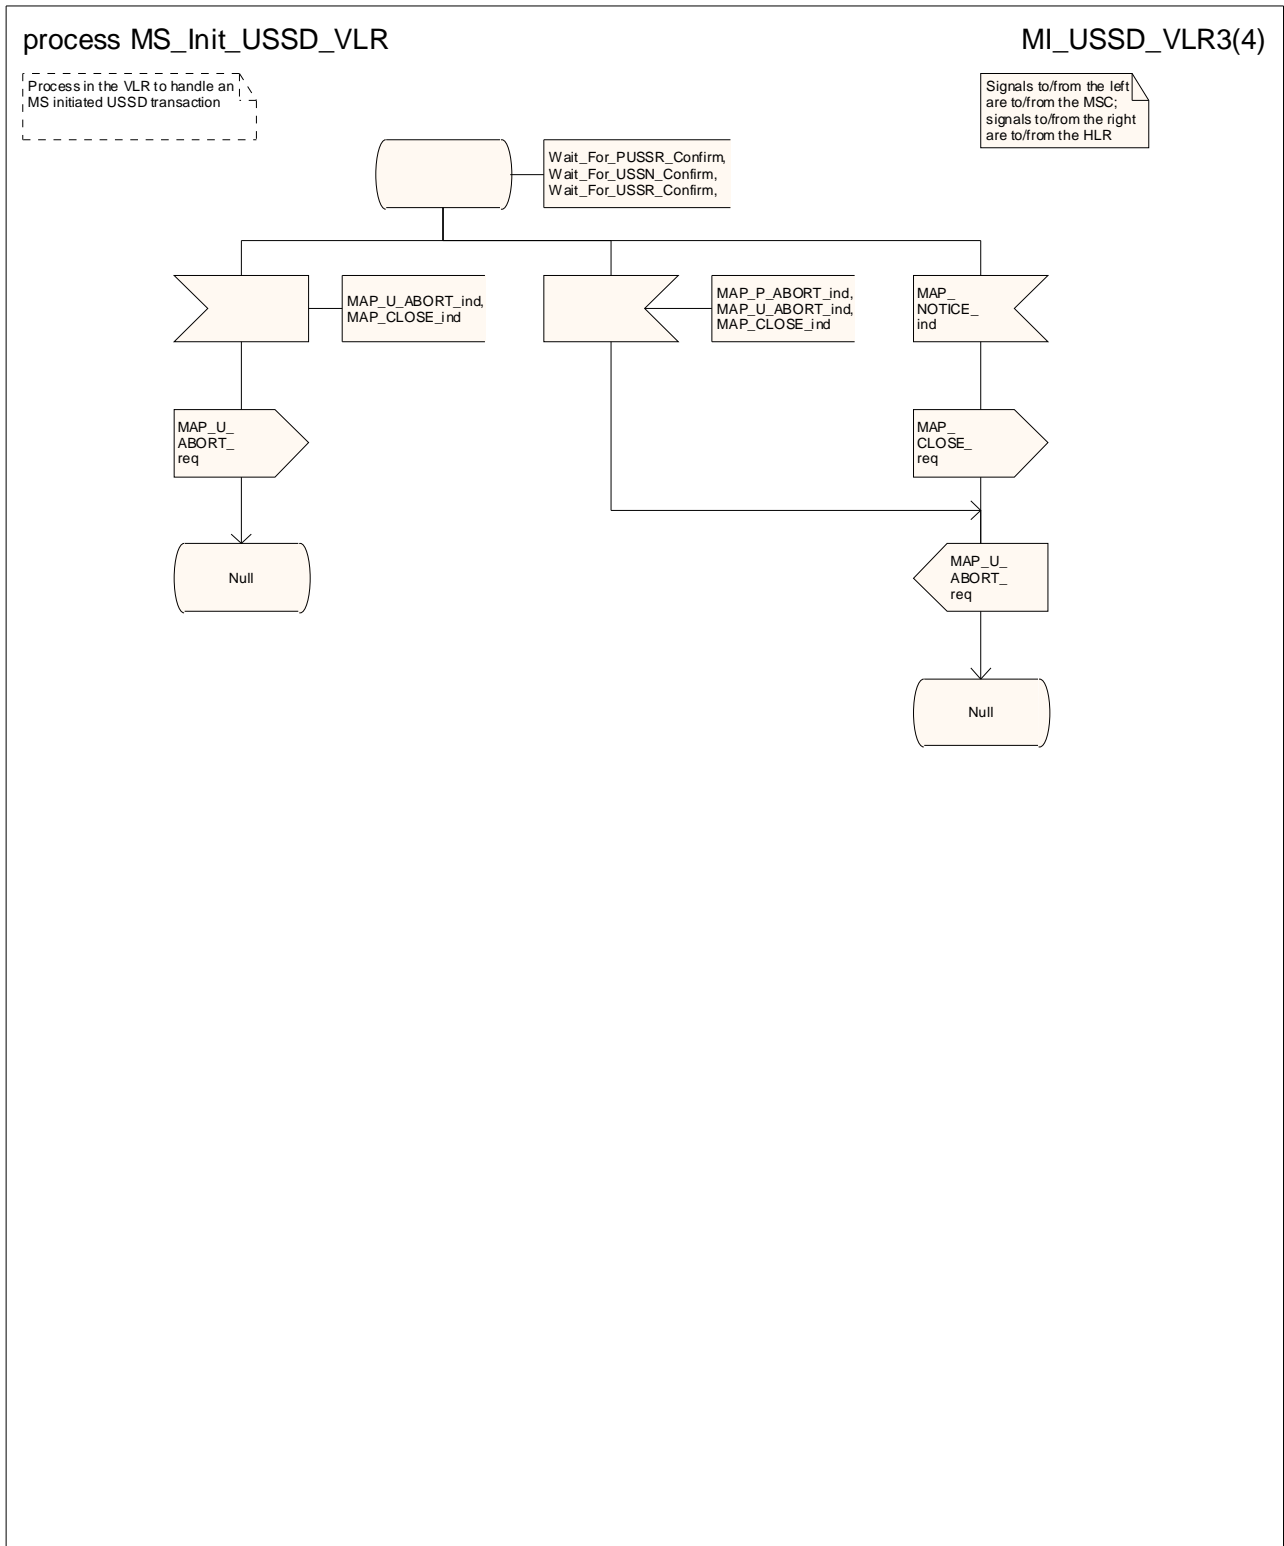 process MS_Init_USSD_VLR
MI_USSD_VLR3(4)
Process in the VLR to handle an
MS initiated USSD transaction
Signals to/from the left
are to/from the MSC;
signals to/from the right
are to/from the HLR
Wait_For_PUSSR_Confirm,
Wait_For_USSN_Confirm,
Wait_For_USSR_Confirm,
MAP_U_ABORT_ind,
MAP_CLOSE_ind
MAP_P_ABORT_ind,
MAP_U_ABORT_ind,
MAP_CLOSE_ind
MAP_
NOTICE_
ind
MAP_U_
ABORT_
req
MAP_
CLOSE_
req
Null
MAP_U_
ABORT_
req
Null